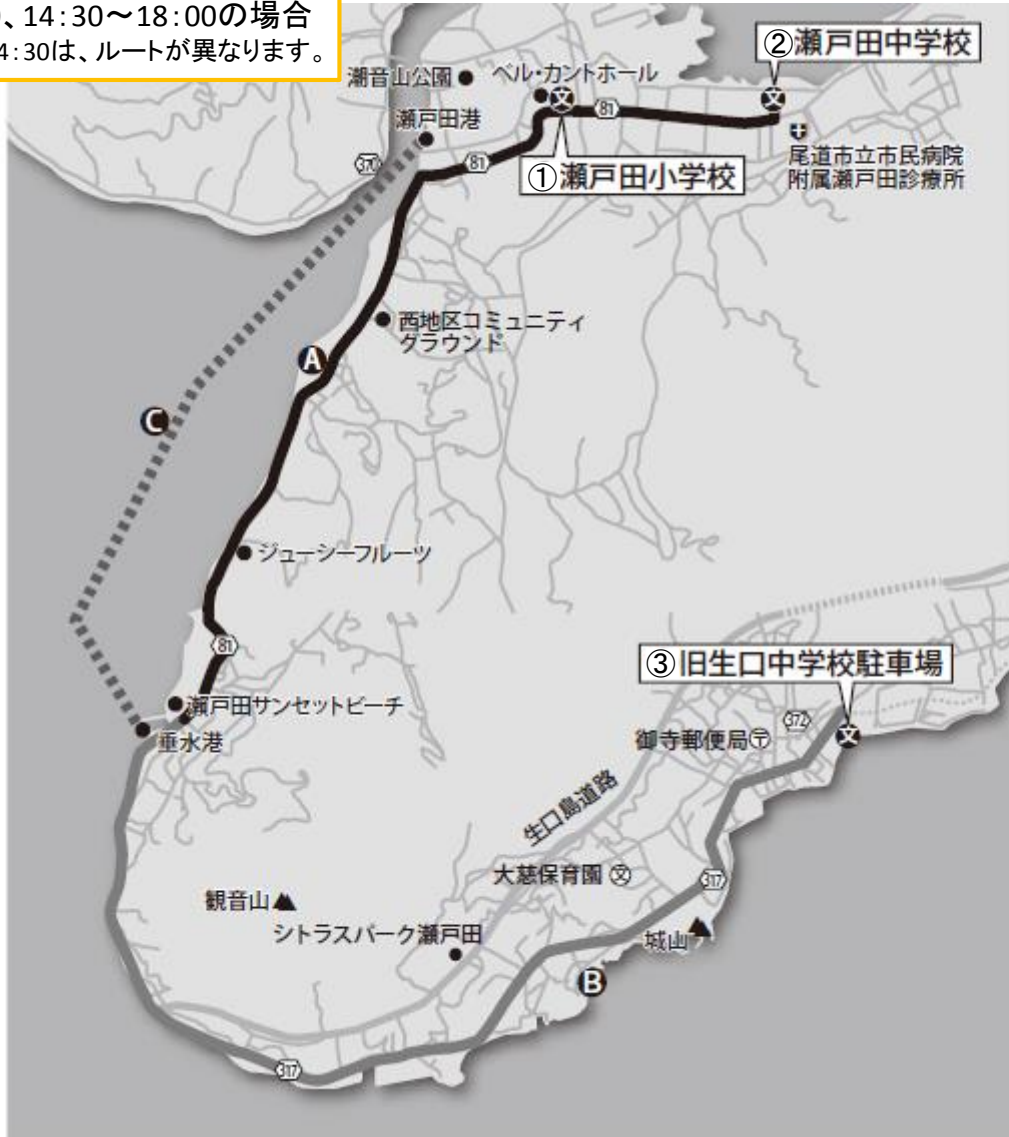 、14:30～18:00の場合
4:30は、ルートが異なります。
潮音山公園
ベル・カントホール
②瀬戸田中学校
瀬戸田港
文
文
81
370
81
①瀬戸田小学校
尾道市立市民病院
附属瀬戸田診療所
西地区コミュニティ
グラウンド
A
C
ジューシーフルーツ
81
③旧生口中学校駐車場
瀬戸田サンセットビーチ
垂水港
372
御寺郵便局
文
生口島道路
大慈保育園
文
317
観音山
シトラスパーク瀬戸田
城山
B
317